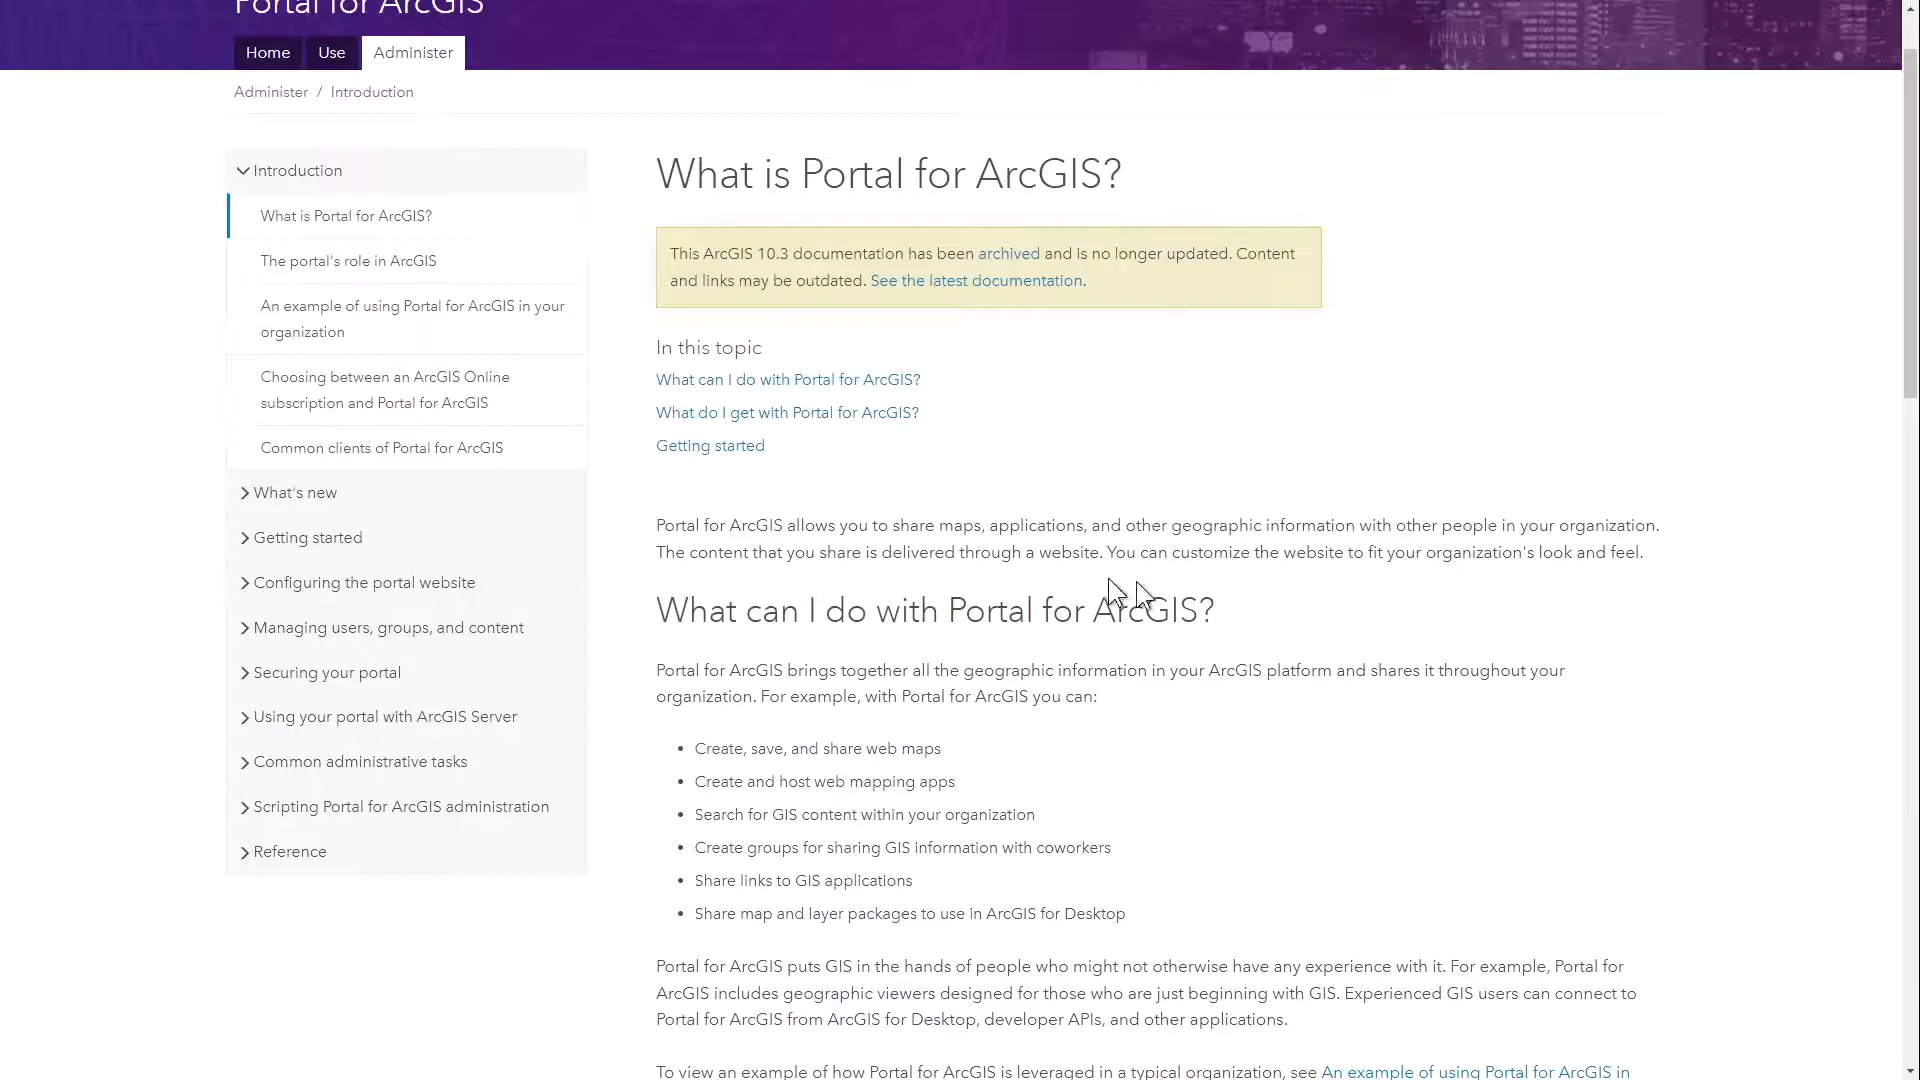 Portal for ArcGIS
Home
Use
Administer
Administer / Introduction
Introduction
What is Portal for ArcGIS?
The portal's role in ArcGIS
An example of using Portal for ArcGIS in your
organization
Choosing between an ArcGIS Online
subscription and Portal for ArcGIS
Common clients of Portal for ArcGIS
What's new
Getting started
Configuring the portal website
Managing users, groups, and content
Securing your portal
Using your portal with ArcGIS Server
Common administrative tasks
Scripting Portal for ArcGIS administration
Reference
What is Portal for ArcGIS?
This ArcGIS 10.3 documentation has been archived and is no longer updated. Content
and links may be outdated. See the latest documentation.
In this topic
What can I do with Portal for ArcGIS?
What do I get with Portal for ArcGIS?
Getting started
Portal for ArcGIS allows you to share maps, applications, and other geographic information with other people in your organization.
The content that you share is delivered through a website. You can customize the website to fit your organization's look and feel.
What can I do with Portal for ArcGIS?
Portal for ArcGIS brings together all the geographic information in your ArcGIS platform and shares it throughout your
organization. For example, with Portal for ArcGIS you can:
• Create, save, and share web maps
• Create and host web mapping apps
• Search for GIS content within your organization
• Create groups for sharing GIS information with coworkers
• Share links to GIS applications
• Share map and layer packages to use in ArcGIS for Desktop
Portal for ArcGIS puts GIS in the hands of people who might not otherwise have any experience with it. For example, Portal for
ArcGIS includes geographic viewers designed for those who are just beginning with GIS. Experienced GIS users can connect to
Portal for ArcGIS from ArcGIS for Desktop, developer APIs, and other applications.
To view an example of how Portal for ArcGIS is leveraged in a typical organization, see An example of using Portal for ArcGIS in